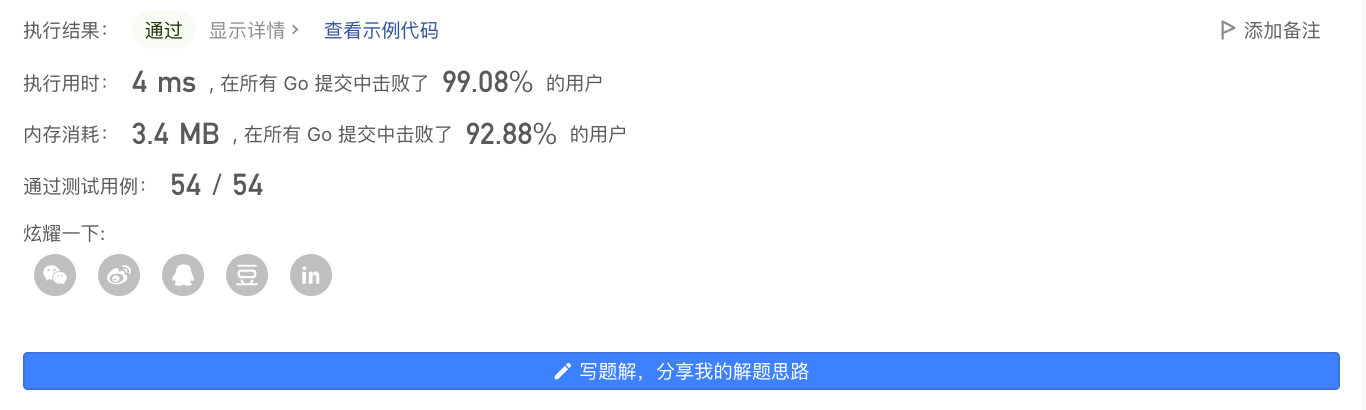 执行结果： 通过 显示详情 > 查看示例代码 添加备注
执行用时： 4 ms , 在所有 Go 提交中击败了 99.08% 的用户
内存消耗： 3.4 MB , 在所有 Go 提交中击败了 92.88% 的用户
通过测试用例： 54 / 54
炫耀一下:
豆 in
写题解，分享我的解题思路